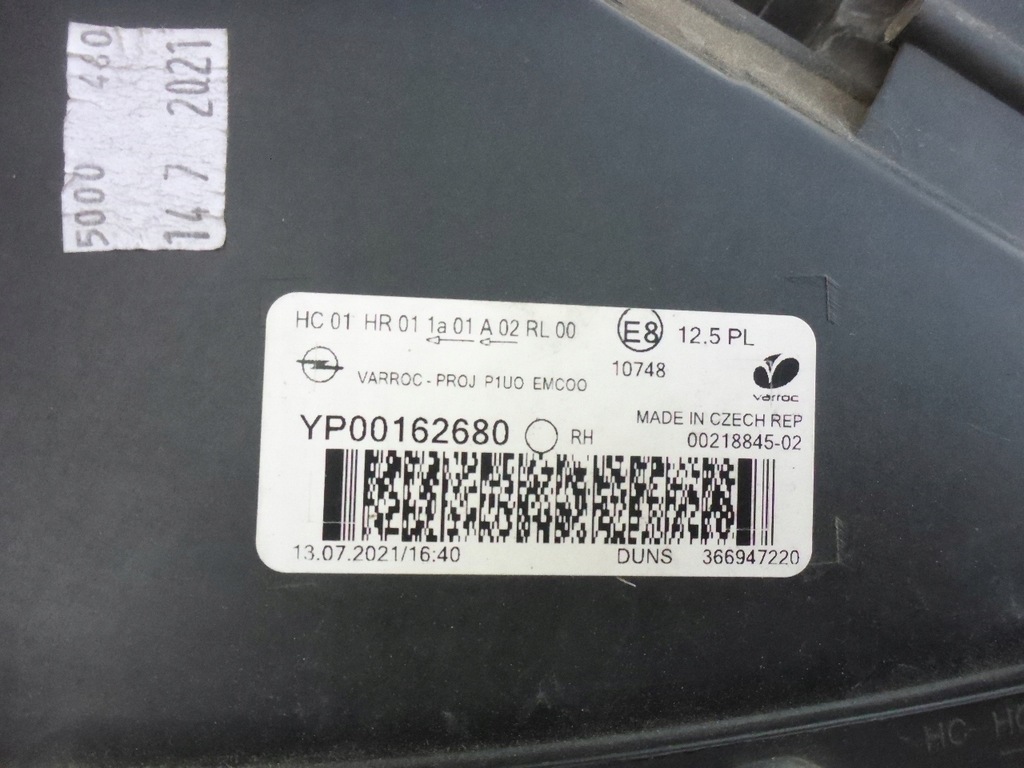 5000 480
14 7 2021
HC 01 HR 01 1a 01 A 02 RL 00
E8
12.5 PL
10748
VARROC - PROJ P1UO EMCOO
varroc
MADE IN CZECH REP
YP00162680
RH
00218845-02
13.07.2021/16:40
DUNS 366947220
HC